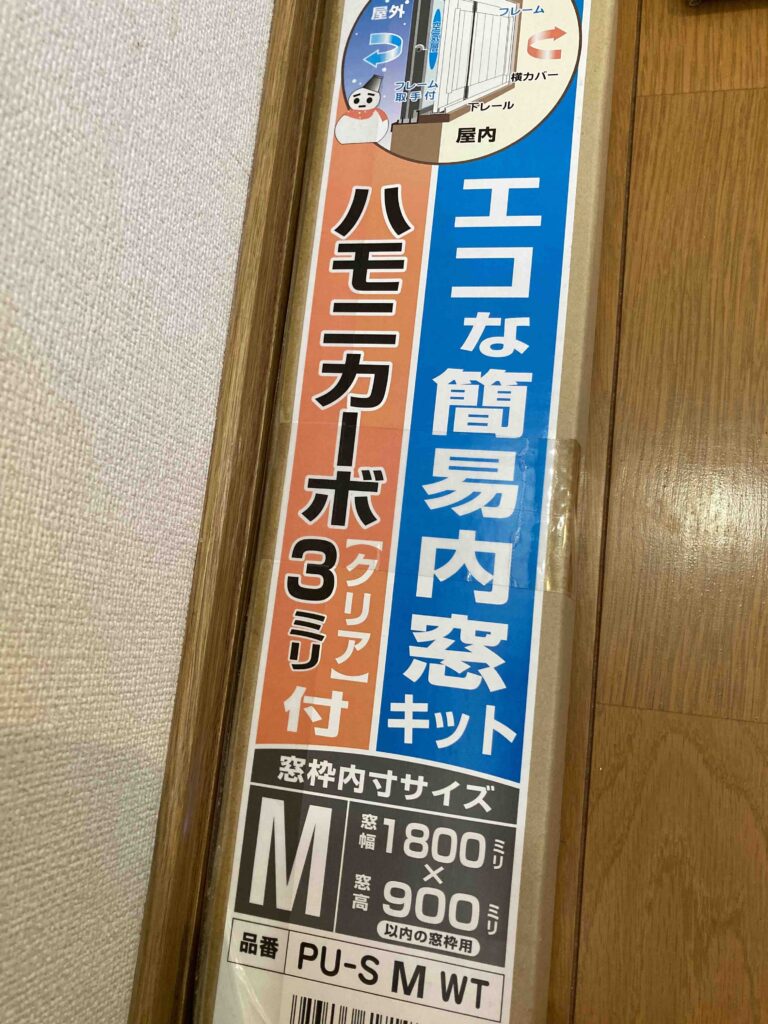 屋外
空気層
フレーム
フレーム
取手付
横カバー
下レール
屋内
エコな簡易内窓キット
ハモニカーボ3ミリ【クリア】付
窓枠内寸サイズ
M
窓幅1800ミリ
×
窓高900ミリ
以内の窓枠用
品番 PU-S M WT